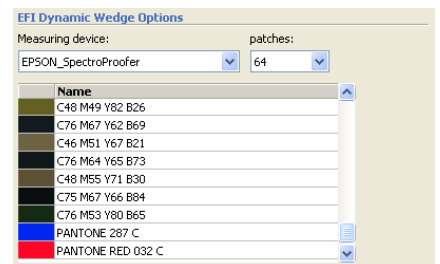 EFI Dynamic Wedge Options
Measuring device: patches:
EPSON_SpectroProofer 64
Name
C48 M49 Y82 B26
C76 M67 Y62 B69
C46 M51 Y67 B21
C76 M64 Y65 B73
C48 M55 Y71 B30
C75 M67 Y66 B84
C76 M53 Y80 B65
PANTONE 287 C
PANTONE RED 032 C